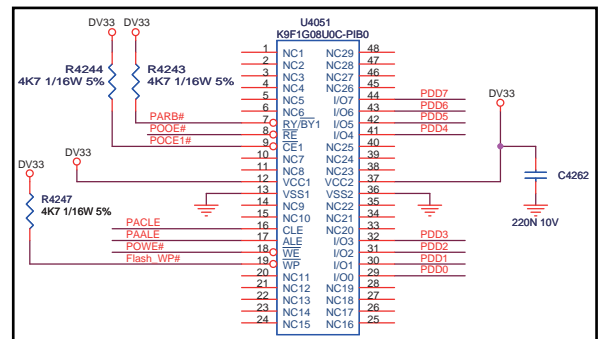 DV33 DV33 U4051
K9F1G08U0C-PIB0
R4244 R4243
4K7 1/16W 5% 4K7 1/16W 5%
1 NC1 NC29 48
2 NC2 NC28 47
3 NC3 NC27 46
4 NC4 NC26 45
5 NC5 I/O7 44 PDD7
6 NC6 I/O6 43 PDD6
PARB# 7 RY/BY1 I/O5 42 PDD5
POOE# 8 RE I/O4 41 PDD4
POCE1# 9 CE1 NC25 40
10 NC7 NC24 39
11 NC8 NC23 38
DV33 DV33 12 VCC1 VCC2 37 DV33
13 VSS1 VSS2 36
14 NC9 NC22 35
15 NC10 NC21 34
PACLE 16 CLE NC20 33
PAALE 17 ALE I/O3 32 PDD3
POWE# 18 WE I/O2 31 PDD2
Flash_WP# 19 WP I/O1 30 PDD1
20 NC11 I/O0 29 PDD0
21 NC12 NC19 28
22 NC13 NC18 27
23 NC14 NC17 26
24 NC15 NC16 25
R4247
4K7 1/16W 5%
C4262
220N 10V